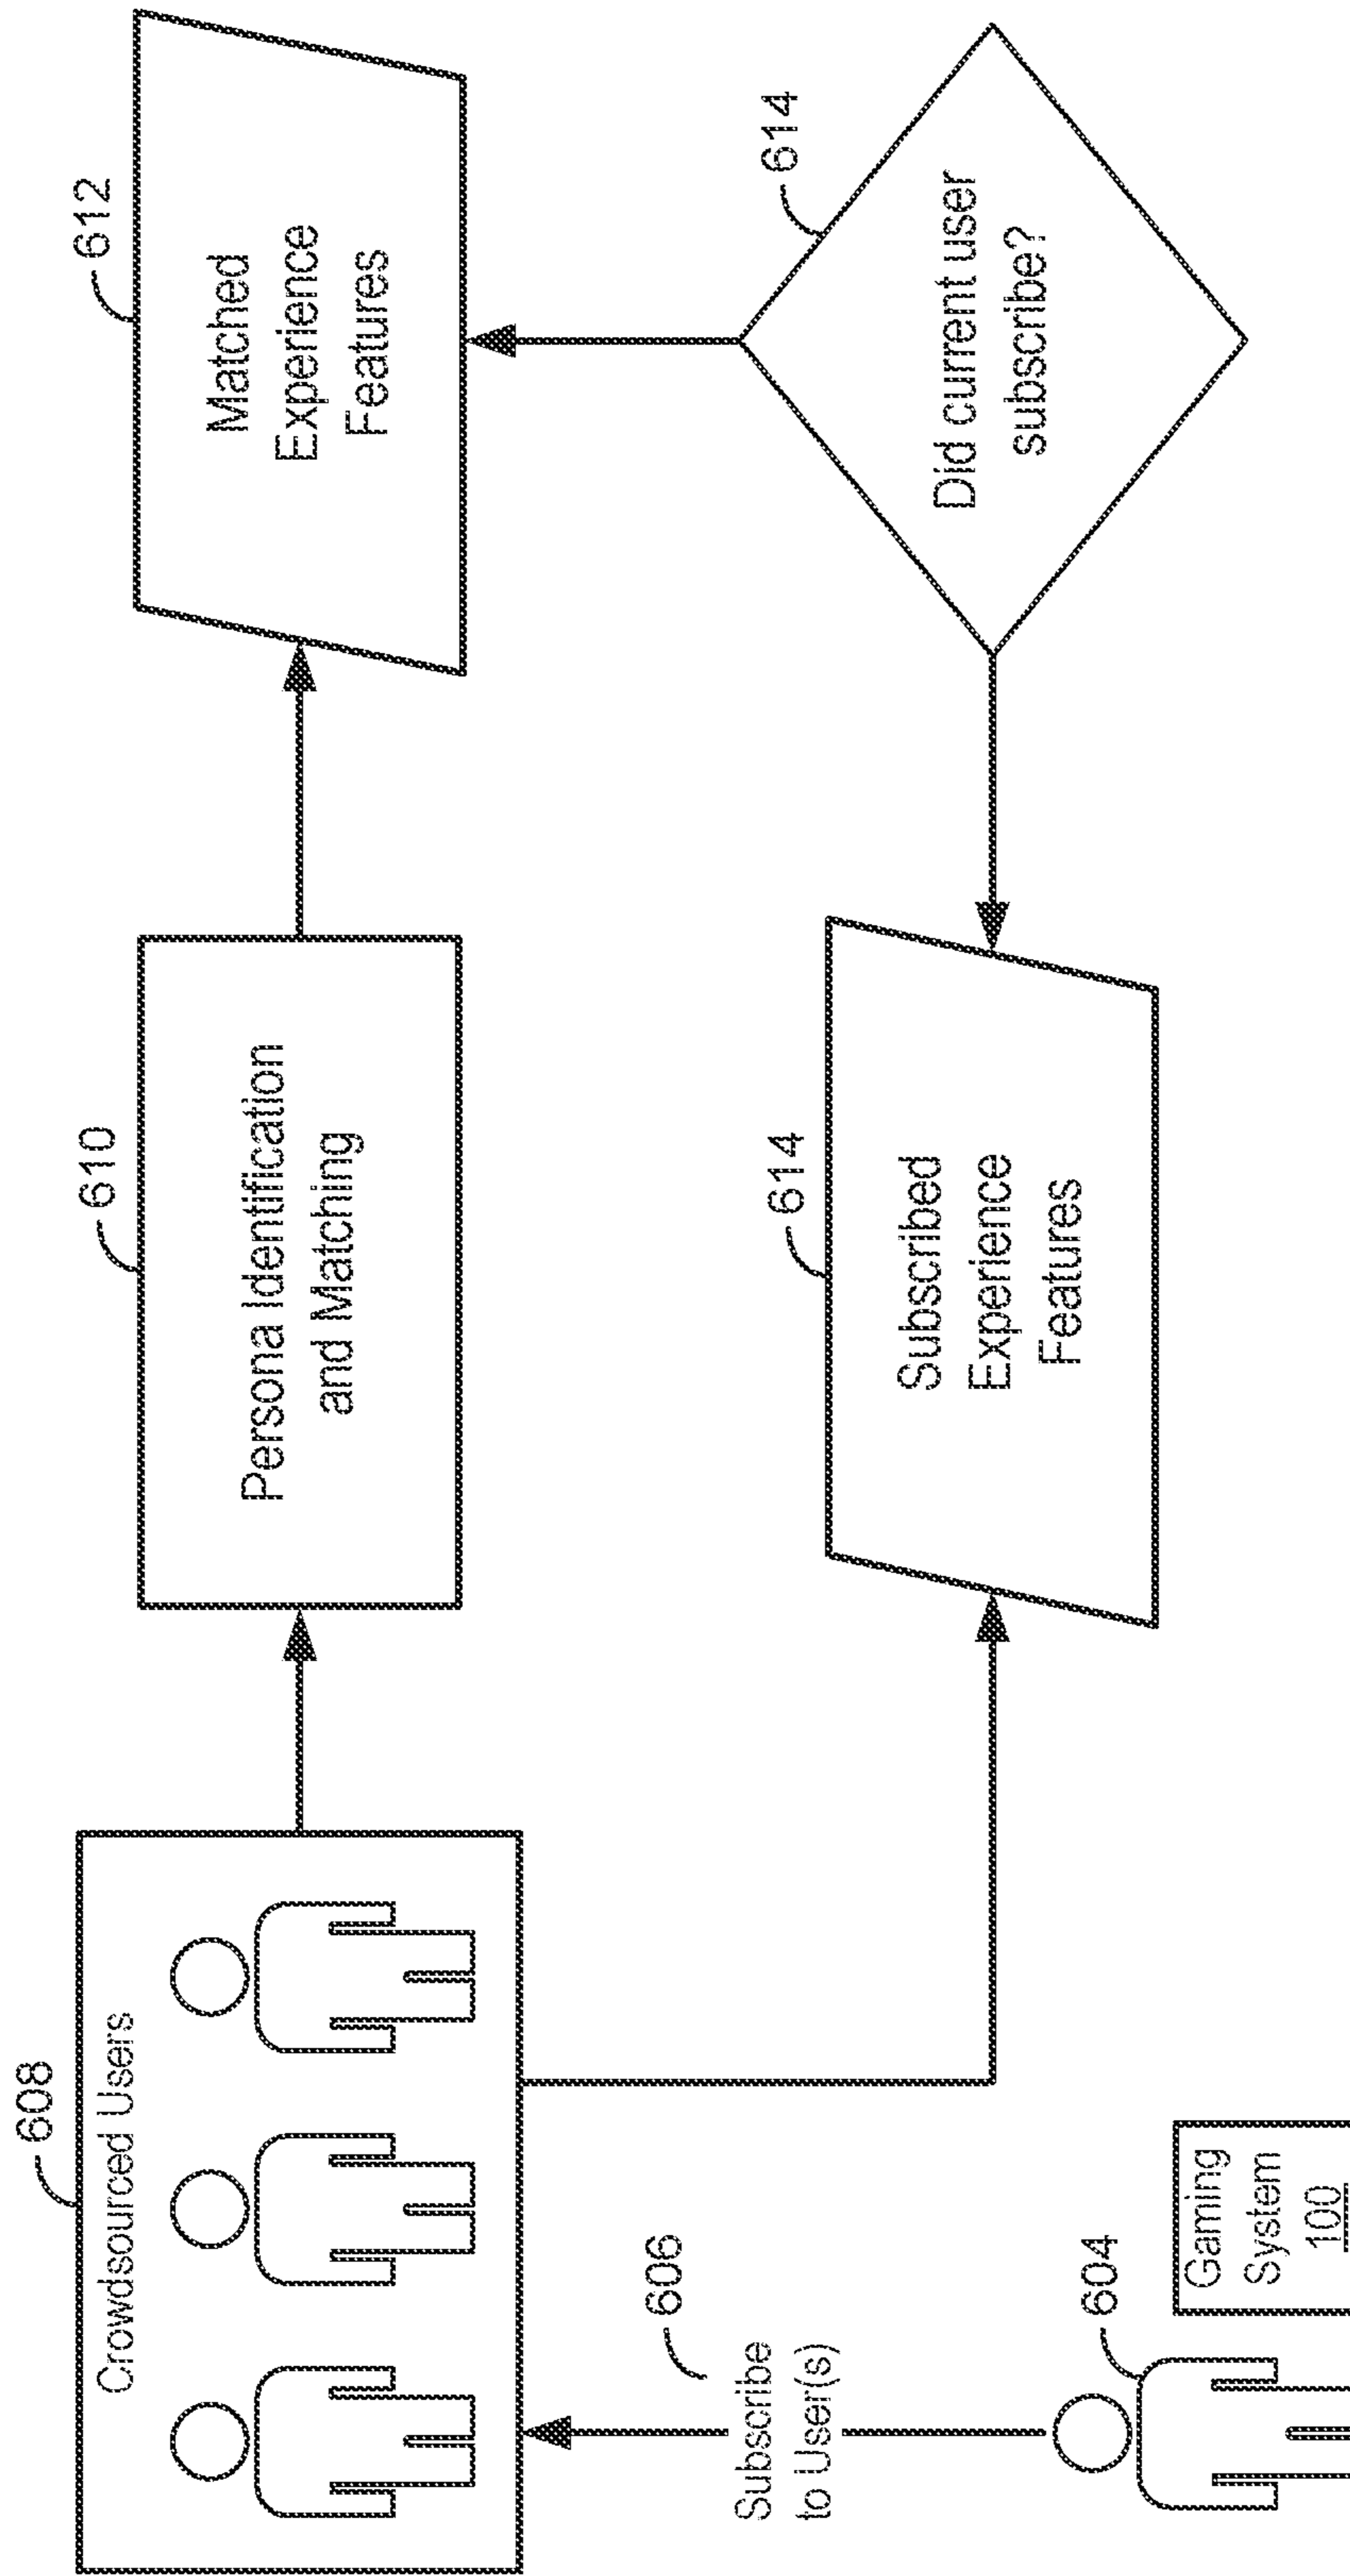 608
Crowdsourced Users
610
Persona Identification
and Matching
612
Matched
Experience
Features
606
Subscribe
to User(s)
604
Gaming
System
100
614
Subscribed
Experience
Features
614
Did current user
subscribe?